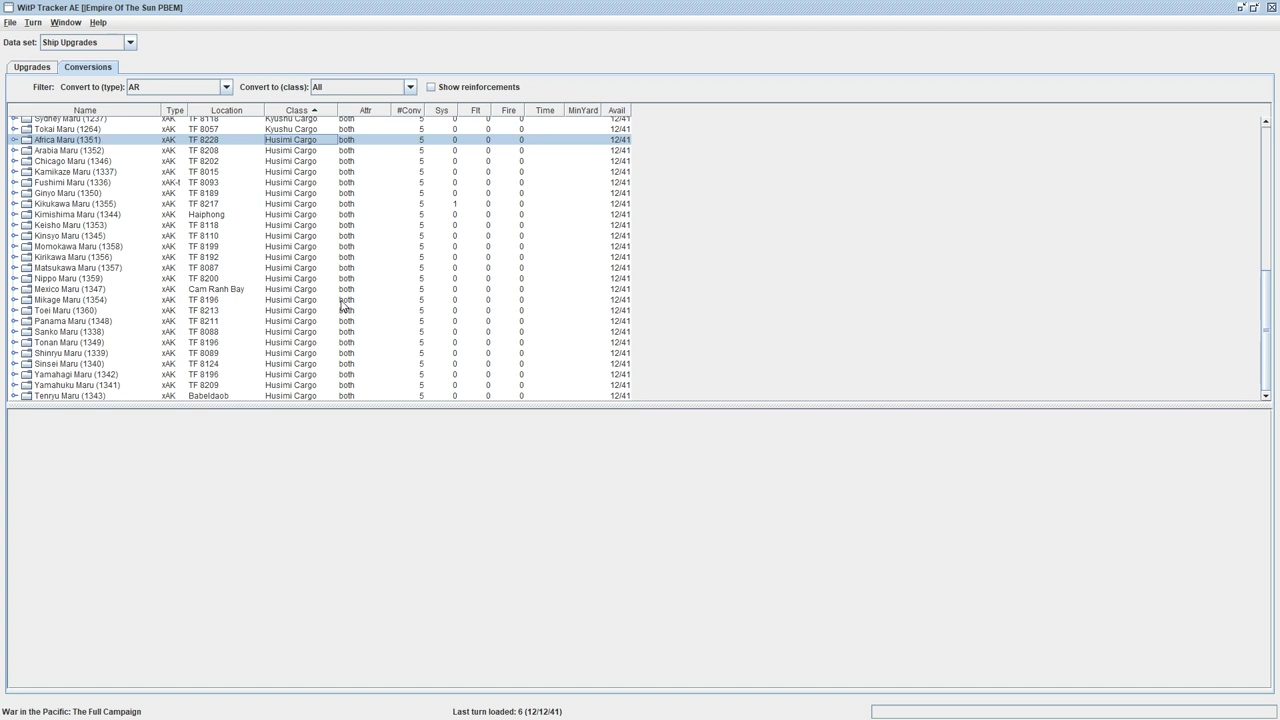 WitP Tracker AE [|Empire Of The Sun PBEM]
File Turn Window Help
Data set: Ship Upgrades
Upgrades Conversions
Filter: Convert to (type): AR Convert to (class): All Show reinforcements
Name Type Location Class Attr #Conv Sys Flt Fire Time MinYard Avail
Sydney Maru (1237) xAK TF 8118 Kyushu Cargo both 5 0 0 0 12/41
Tokai Maru (1264) xAK TF 8057 Kyushu Cargo both 5 0 0 0 12/41
Africa Maru (1351) xAK TF 8228 Husimi Cargo both 5 0 0 0 12/41
Arabia Maru (1352) xAK TF 8208 Husimi Cargo both 5 0 0 0 12/41
Chicago Maru (1346) xAK TF 8202 Husimi Cargo both 5 0 0 0 12/41
Kamikaze Maru (1337) xAK TF 8015 Husimi Cargo both 5 0 0 0 12/41
Fushimi Maru (1336) xAK-t TF 8093 Husimi Cargo both 5 0 0 0 12/41
Ginyo Maru (1350) xAK TF 8189 Husimi Cargo both 5 0 0 0 12/41
Kikukawa Maru (1355) xAK TF 8217 Husimi Cargo both 5 1 0 0 12/41
Kimishima Maru (1344) xAK Haiphong Husimi Cargo both 5 0 0 0 12/41
Keisho Maru (1353) xAK TF 8118 Husimi Cargo both 5 0 0 0 12/41
Kinsyo Maru (1345) xAK TF 8110 Husimi Cargo both 5 0 0 0 12/41
Momokawa Maru (1358) xAK TF 8199 Husimi Cargo both 5 0 0 0 12/41
Kirikawa Maru (1356) xAK TF 8192 Husimi Cargo both 5 0 0 0 12/41
Matsukawa Maru (1357) xAK TF 8087 Husimi Cargo both 5 0 0 0 12/41
Nippo Maru (1359) xAK TF 8200 Husimi Cargo both 5 0 0 0 12/41
Mexico Maru (1347) xAK Cam Ranh Bay Husimi Cargo both 5 0 0 0 12/41
Mikage Maru (1354) xAK TF 8196 Husimi Cargo both 5 0 0 0 12/41
Toei Maru (1360) xAK TF 8213 Husimi Cargo both 5 0 0 0 12/41
Panama Maru (1348) xAK TF 8211 Husimi Cargo both 5 0 0 0 12/41
Sanko Maru (1338) xAK TF 8088 Husimi Cargo both 5 0 0 0 12/41
Tonan Maru (1349) xAK TF 8196 Husimi Cargo both 5 0 0 0 12/41
Shinryu Maru (1339) xAK TF 8089 Husimi Cargo both 5 0 0 0 12/41
Sinsei Maru (1340) xAK TF 8124 Husimi Cargo both 5 0 0 0 12/41
Yamahagi Maru (1342) xAK TF 8196 Husimi Cargo both 5 0 0 0 12/41
Yamahuku Maru (1341) xAK TF 8209 Husimi Cargo both 5 0 0 0 12/41
Tenryu Maru (1343) xAK Babeldaob Husimi Cargo both 5 0 0 0 12/41
War in the Pacific: The Full Campaign Last turn loaded: 6 (12/12/41)